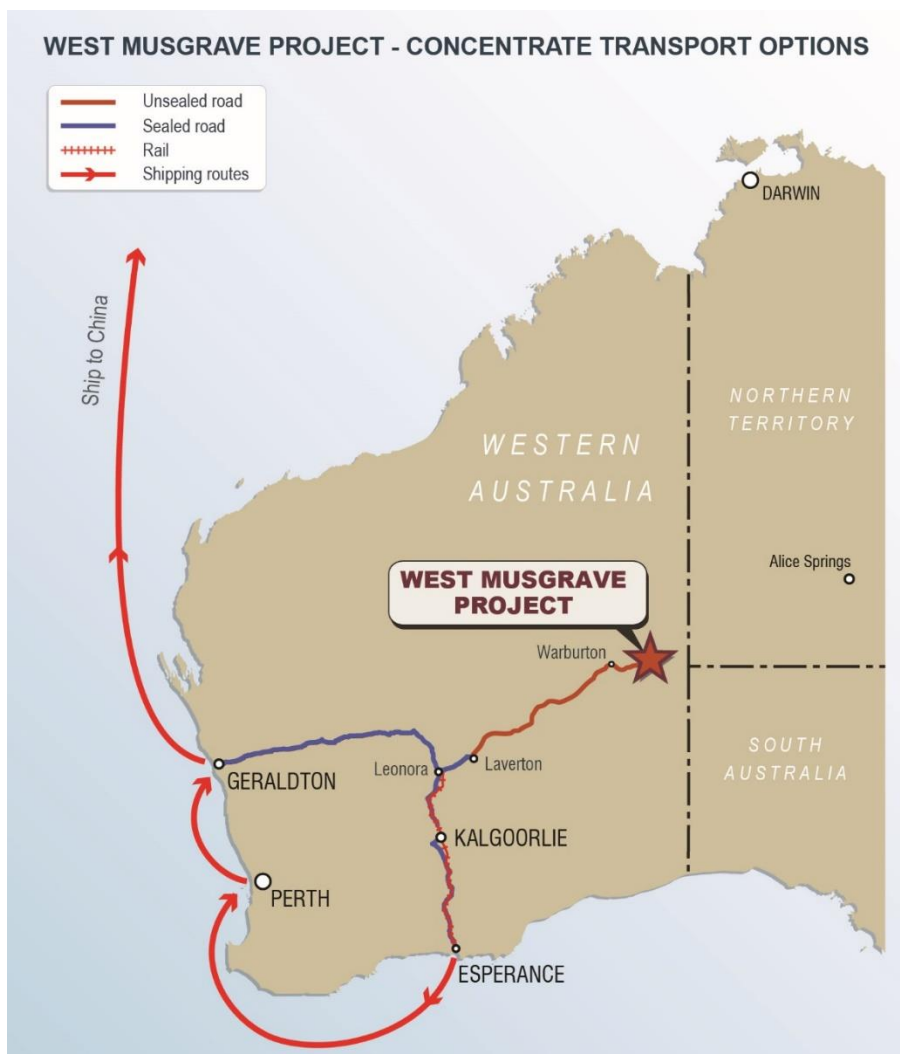 WEST MUSGRAVE PROJECT - CONCENTRATE TRANSPORT OPTIONS
Unsealed road
Sealed road
Rail
Shipping routes
DARWIN
Ship to China
NORTHERN
TERRITORY
WESTERN
AUSTRALIA
Alice Springs
WEST MUSGRAVE
PROJECT
Warburton
SOUTH
AUSTRALIA
Leonora
Laverton
GERALDTON
KALGOORLIE
PERTH
ESPERANCE